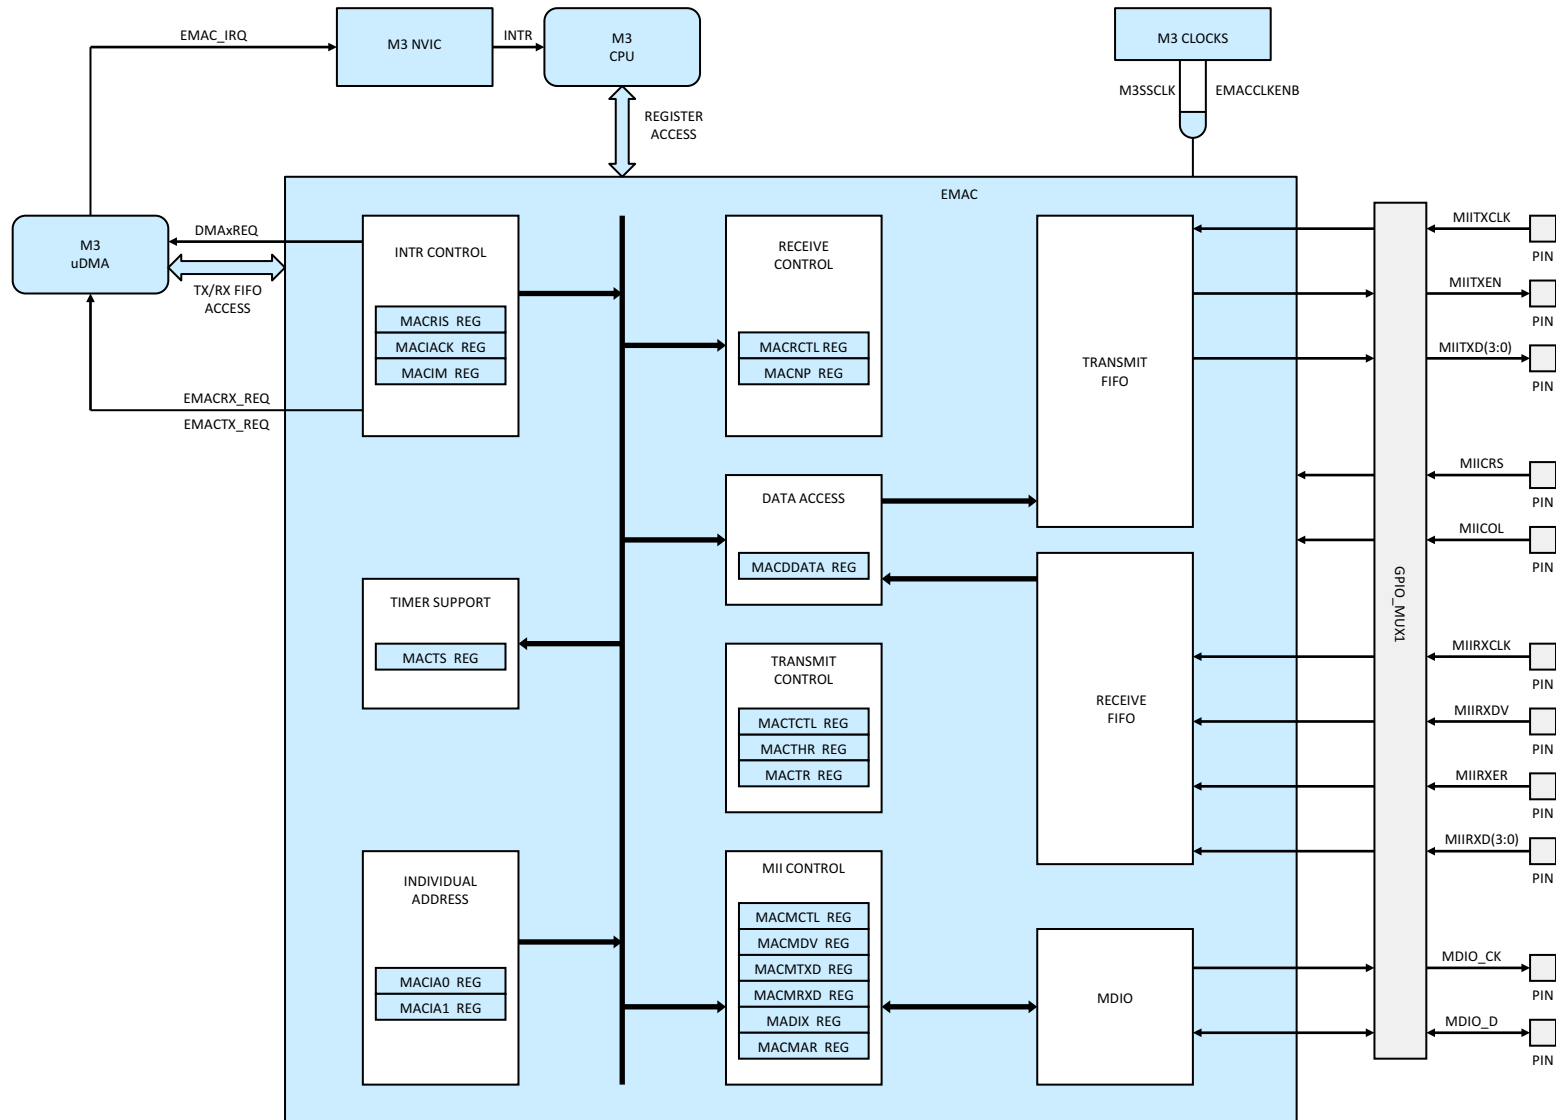 EMAC_IRQ
M3 NVIC
INTR
M3
CPU
M3 CLOCKS
M3SSCLK
EMACCLKENB
REGISTER
ACCESS
EMAC
M3
uDMA
DMAxREQ
TX/RX FIFO
ACCESS
EMACRX_REQ
EMACTX_REQ
INTR CONTROL
MACRIS REG
MACIACK REG
MACIM REG
RECEIVE
CONTROL
MACRCTL REG
MACNP REG
TRANSMIT
FIFO
DATA ACCESS
MACDDATA REG
TIMER SUPPORT
MACTS REG
TRANSMIT
CONTROL
MACTCTL REG
MACTHR REG
MACTR REG
RECEIVE
FIFO
INDIVIDUAL
ADDRESS
MACIA0 REG
MACIA1 REG
MII CONTROL
MACMCTL REG
MACMDV REG
MACMTXD REG
MACMRXD REG
MADIX REG
MACMAR REG
MDIO
GPIO_MUX1
MIITXCLK
PIN
MIITXEN
PIN
MIITXD(3:0)
PIN
MIICRS
PIN
MIICOL
PIN
MIIRXCLK
PIN
MIIRXDV
PIN
MIIRXER
PIN
MIIRXD(3:0)
PIN
MDIO_CK
PIN
MDIO_D
PIN